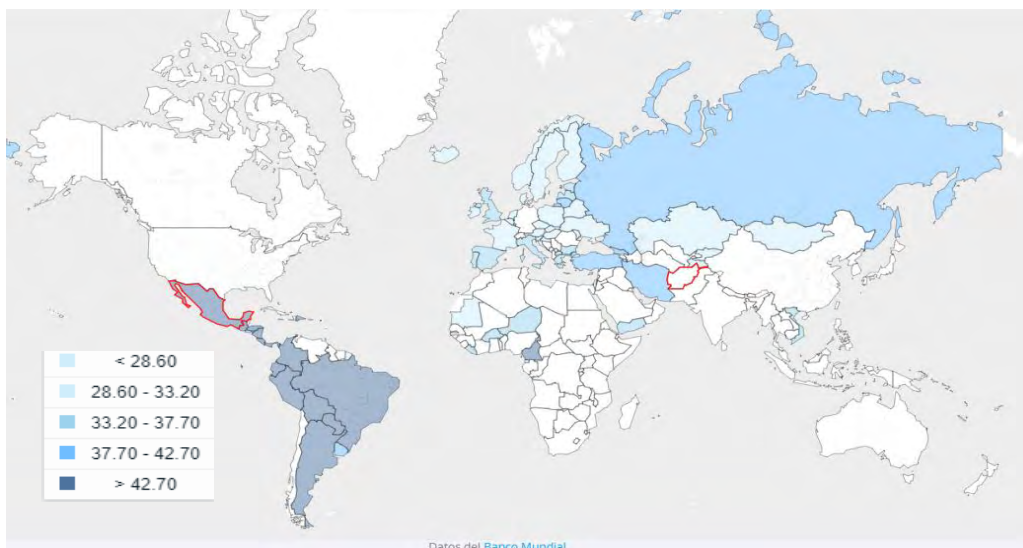 < 28.60
28.60 - 33.20
33.20 - 37.70
37.70 - 42.70
> 42.70
Datos del Banco Mundial